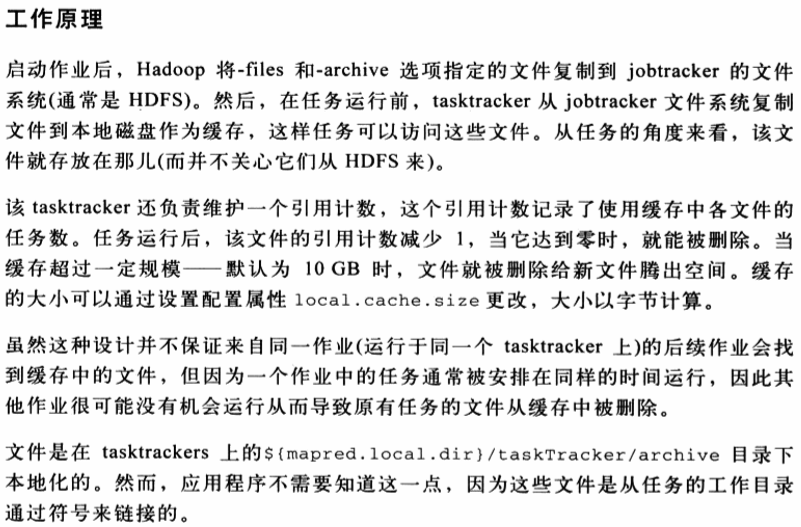 工作原理
启动作业后，Hadoop 将-files 和-archive 选项指定的文件复制到 jobtracker 的文件
系统(通常是 HDFS)。然后，在任务运行前，tasktracker 从 jobtracker 文件系统复制
文件到本地磁盘作为缓存，这样任务可以访问这些文件。从任务的角度来看，该文
件就存放在那儿(而并不关心它们从 HDFS 来)。
该 tasktracker 还负责维护一个引用计数，这个引用计数记录了使用缓存中各文件的
任务数。任务运行后，该文件的引用计数减少 1，当它达到零时，就能被删除。当
缓存超过一定规模——默认为 10 GB 时，文件就被删除给新文件腾出空间。缓存
的大小可以通过设置配置属性 local.cache.size 更改，大小以字节计算。
虽然这种设计并不保证来自同一作业(运行于同一个 tasktracker 上)的后续作业会找
到缓存中的文件，但因为一个作业中的任务通常被安排在同样的时间运行，因此其
他作业很可能没有机会运行从而导致原有任务的文件从缓存中被删除。
文件是在 tasktrackers 上的${mapred.local.dir}/taskTracker/archive 目录下
本地化的。然而，应用程序不需要知道这一点，因为这些文件是从任务的工作目录
通过符号来链接的。